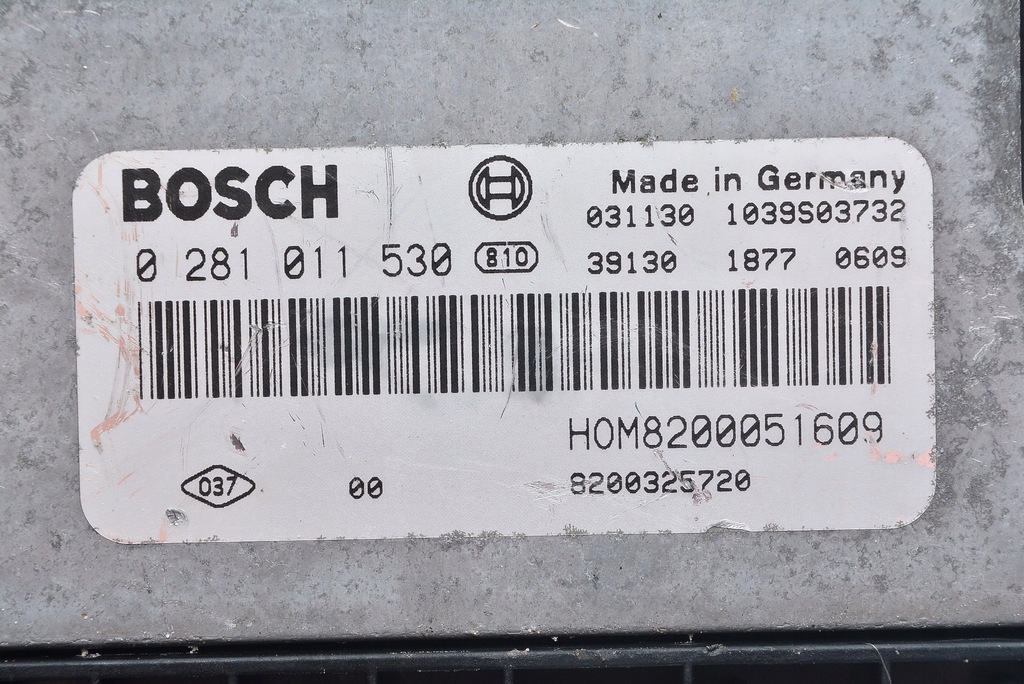 BOSCH
Made in Germany
031130 1039S03732
0 281 011 530 810
39130 1877 0609
HOM8200051609
037 00 8200325720